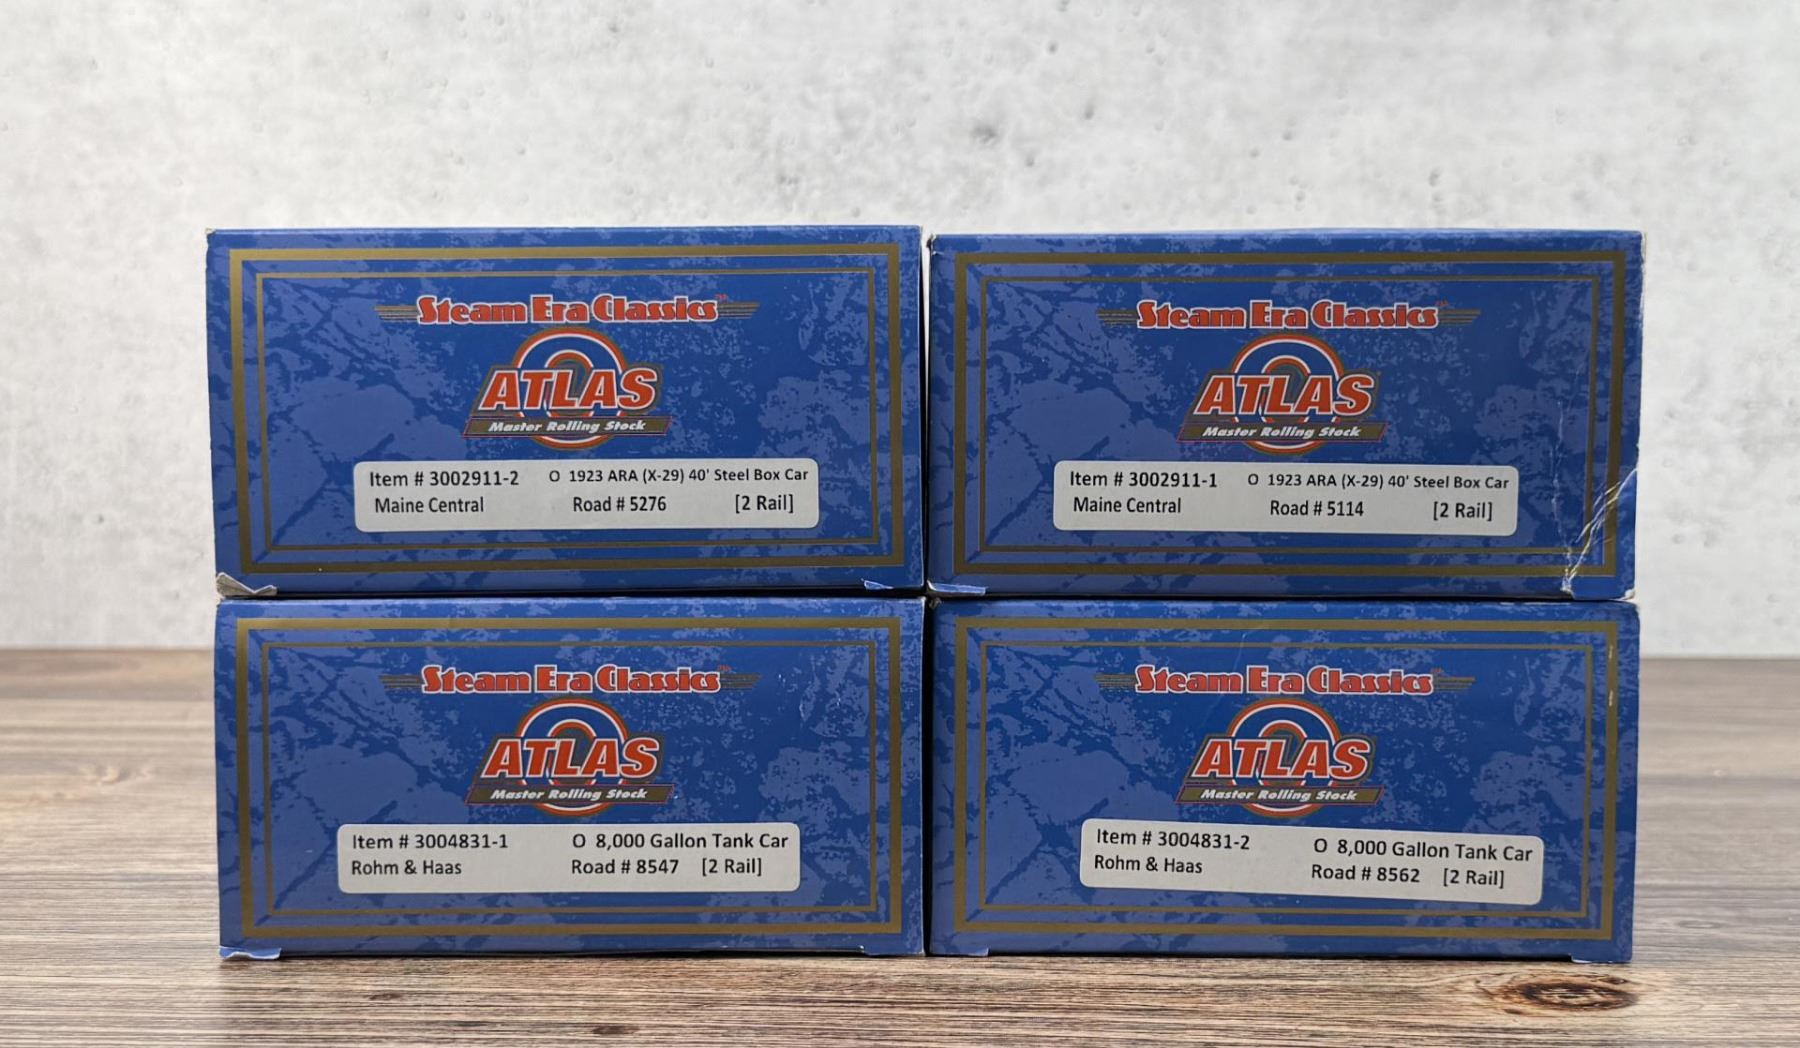 Steam Era Classics™
ATLAS
Master Rolling Stock
Item # 3002911-2 O 1923 ARA (X-29) 40' Steel Box Car
Maine Central Road # 5276 [2 Rail]
Steam Era Classics™
ATLAS
Master Rolling Stock
Item # 3002911-1 O 1923 ARA (X-29) 40' Steel Box Car
Maine Central Road # 5114 [2 Rail]
Steam Era Classics™
ATLAS
Master Rolling Stock
Item # 3004831-1 O 8,000 Gallon Tank Car
Rohm & Haas Road # 8547 [2 Rail]
Steam Era Classics™
ATLAS
Master Rolling Stock
Item # 3004831-2 O 8,000 Gallon Tank Car
Rohm & Haas Road # 8562 [2 Rail]